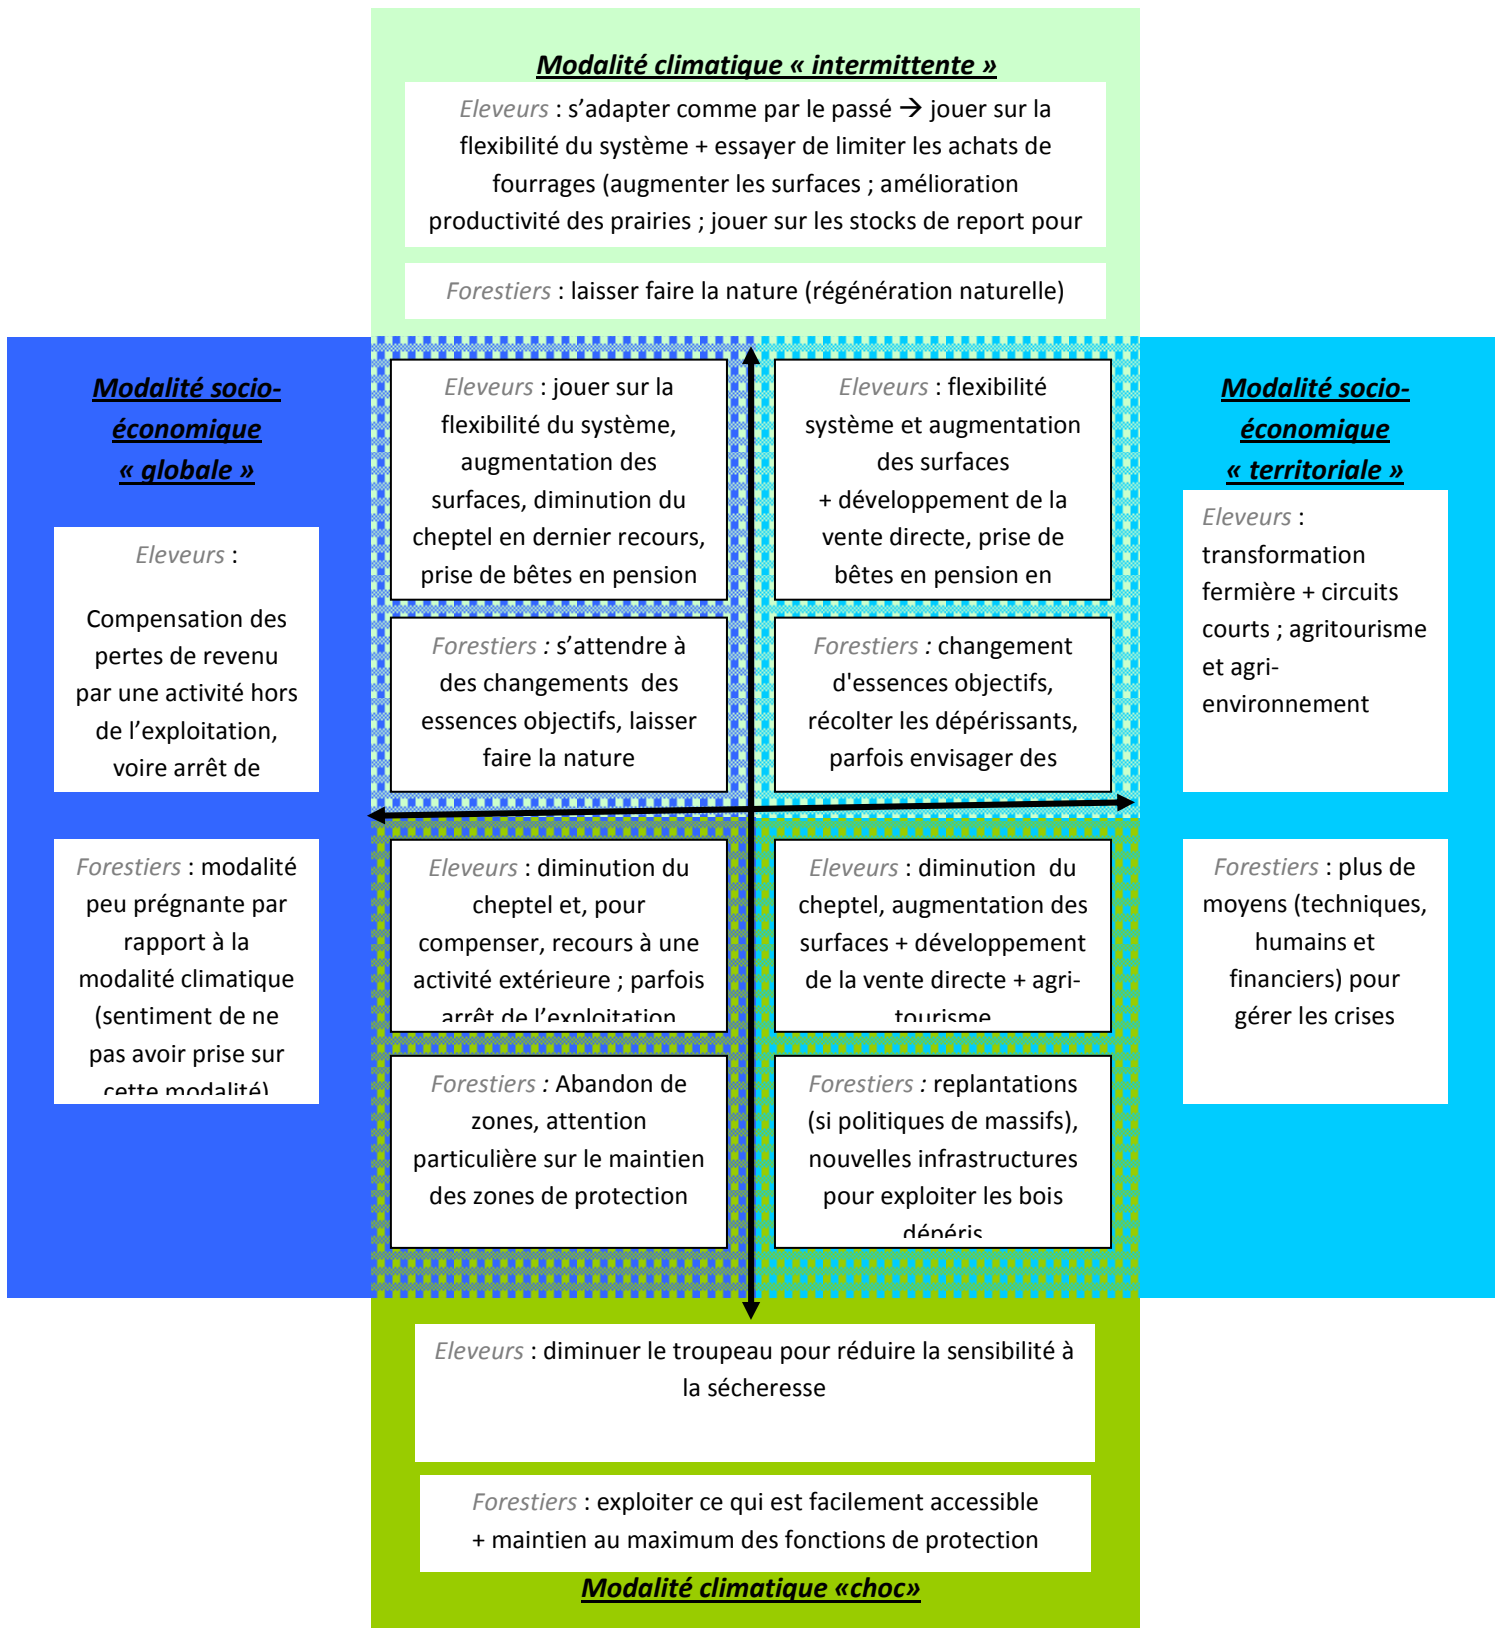 Modalité climatique « intermittente »
Eleveurs : s’adapter comme par le passé → jouer sur la
flexibilité du système + essayer de limiter les achats de
fourrages (augmenter les surfaces ; amélioration
productivité des prairies ; jouer sur les stocks de report pour
Forestiers : laisser faire la nature (régénération naturelle)
Modalité socio-
économique
« globale »
Eleveurs :
Compensation des
pertes de revenu
par une activité hors
de l’exploitation,
voire arrêt de
Forestiers : modalité
peu prégnante par
rapport à la
modalité climatique
(sentiment de ne
pas avoir prise sur
cette modalité)
Eleveurs : jouer sur la
flexibilité du système,
augmentation des
surfaces, diminution du
cheptel en dernier recours,
prise de bêtes en pension
Forestiers : s’attendre à
des changements  des
essences objectifs, laisser
faire la nature
Eleveurs : flexibilité
système et augmentation
des surfaces
+ développement de la
vente directe, prise de
bêtes en pension en
Forestiers : changement
d'essences objectifs,
récolter les dépérissants,
parfois envisager des
Modalité socio-
économique
« territoriale »
Eleveurs :
transformation
fermière + circuits
courts ; agritourisme
et agri-
environnement
Forestiers : plus de
moyens (techniques,
humains et
financiers) pour
gérer les crises
Eleveurs : diminution du
cheptel et, pour
compenser, recours à une
activité extérieure ; parfois
arrêt de l’exploitation
Forestiers : Abandon de
zones, attention
particulière sur le maintien
des zones de protection
Eleveurs : diminution  du
cheptel, augmentation des
surfaces + développement
de la vente directe + agri-
tourisme
Forestiers : replantations
(si politiques de massifs),
nouvelles infrastructures
pour exploiter les bois
dépéris
Eleveurs : diminuer le troupeau pour réduire la sensibilité à
la sécheresse
Forestiers : exploiter ce qui est facilement accessible
+ maintien au maximum des fonctions de protection
Modalité climatique «choc»